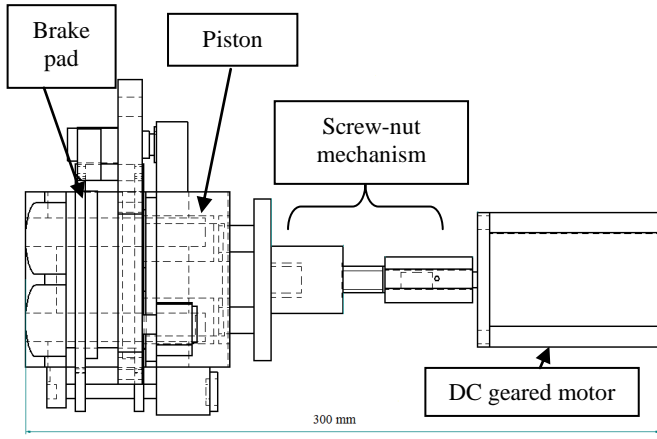 Brake
pad
Piston
Screw-nut
mechanism
DC geared motor
300 mm